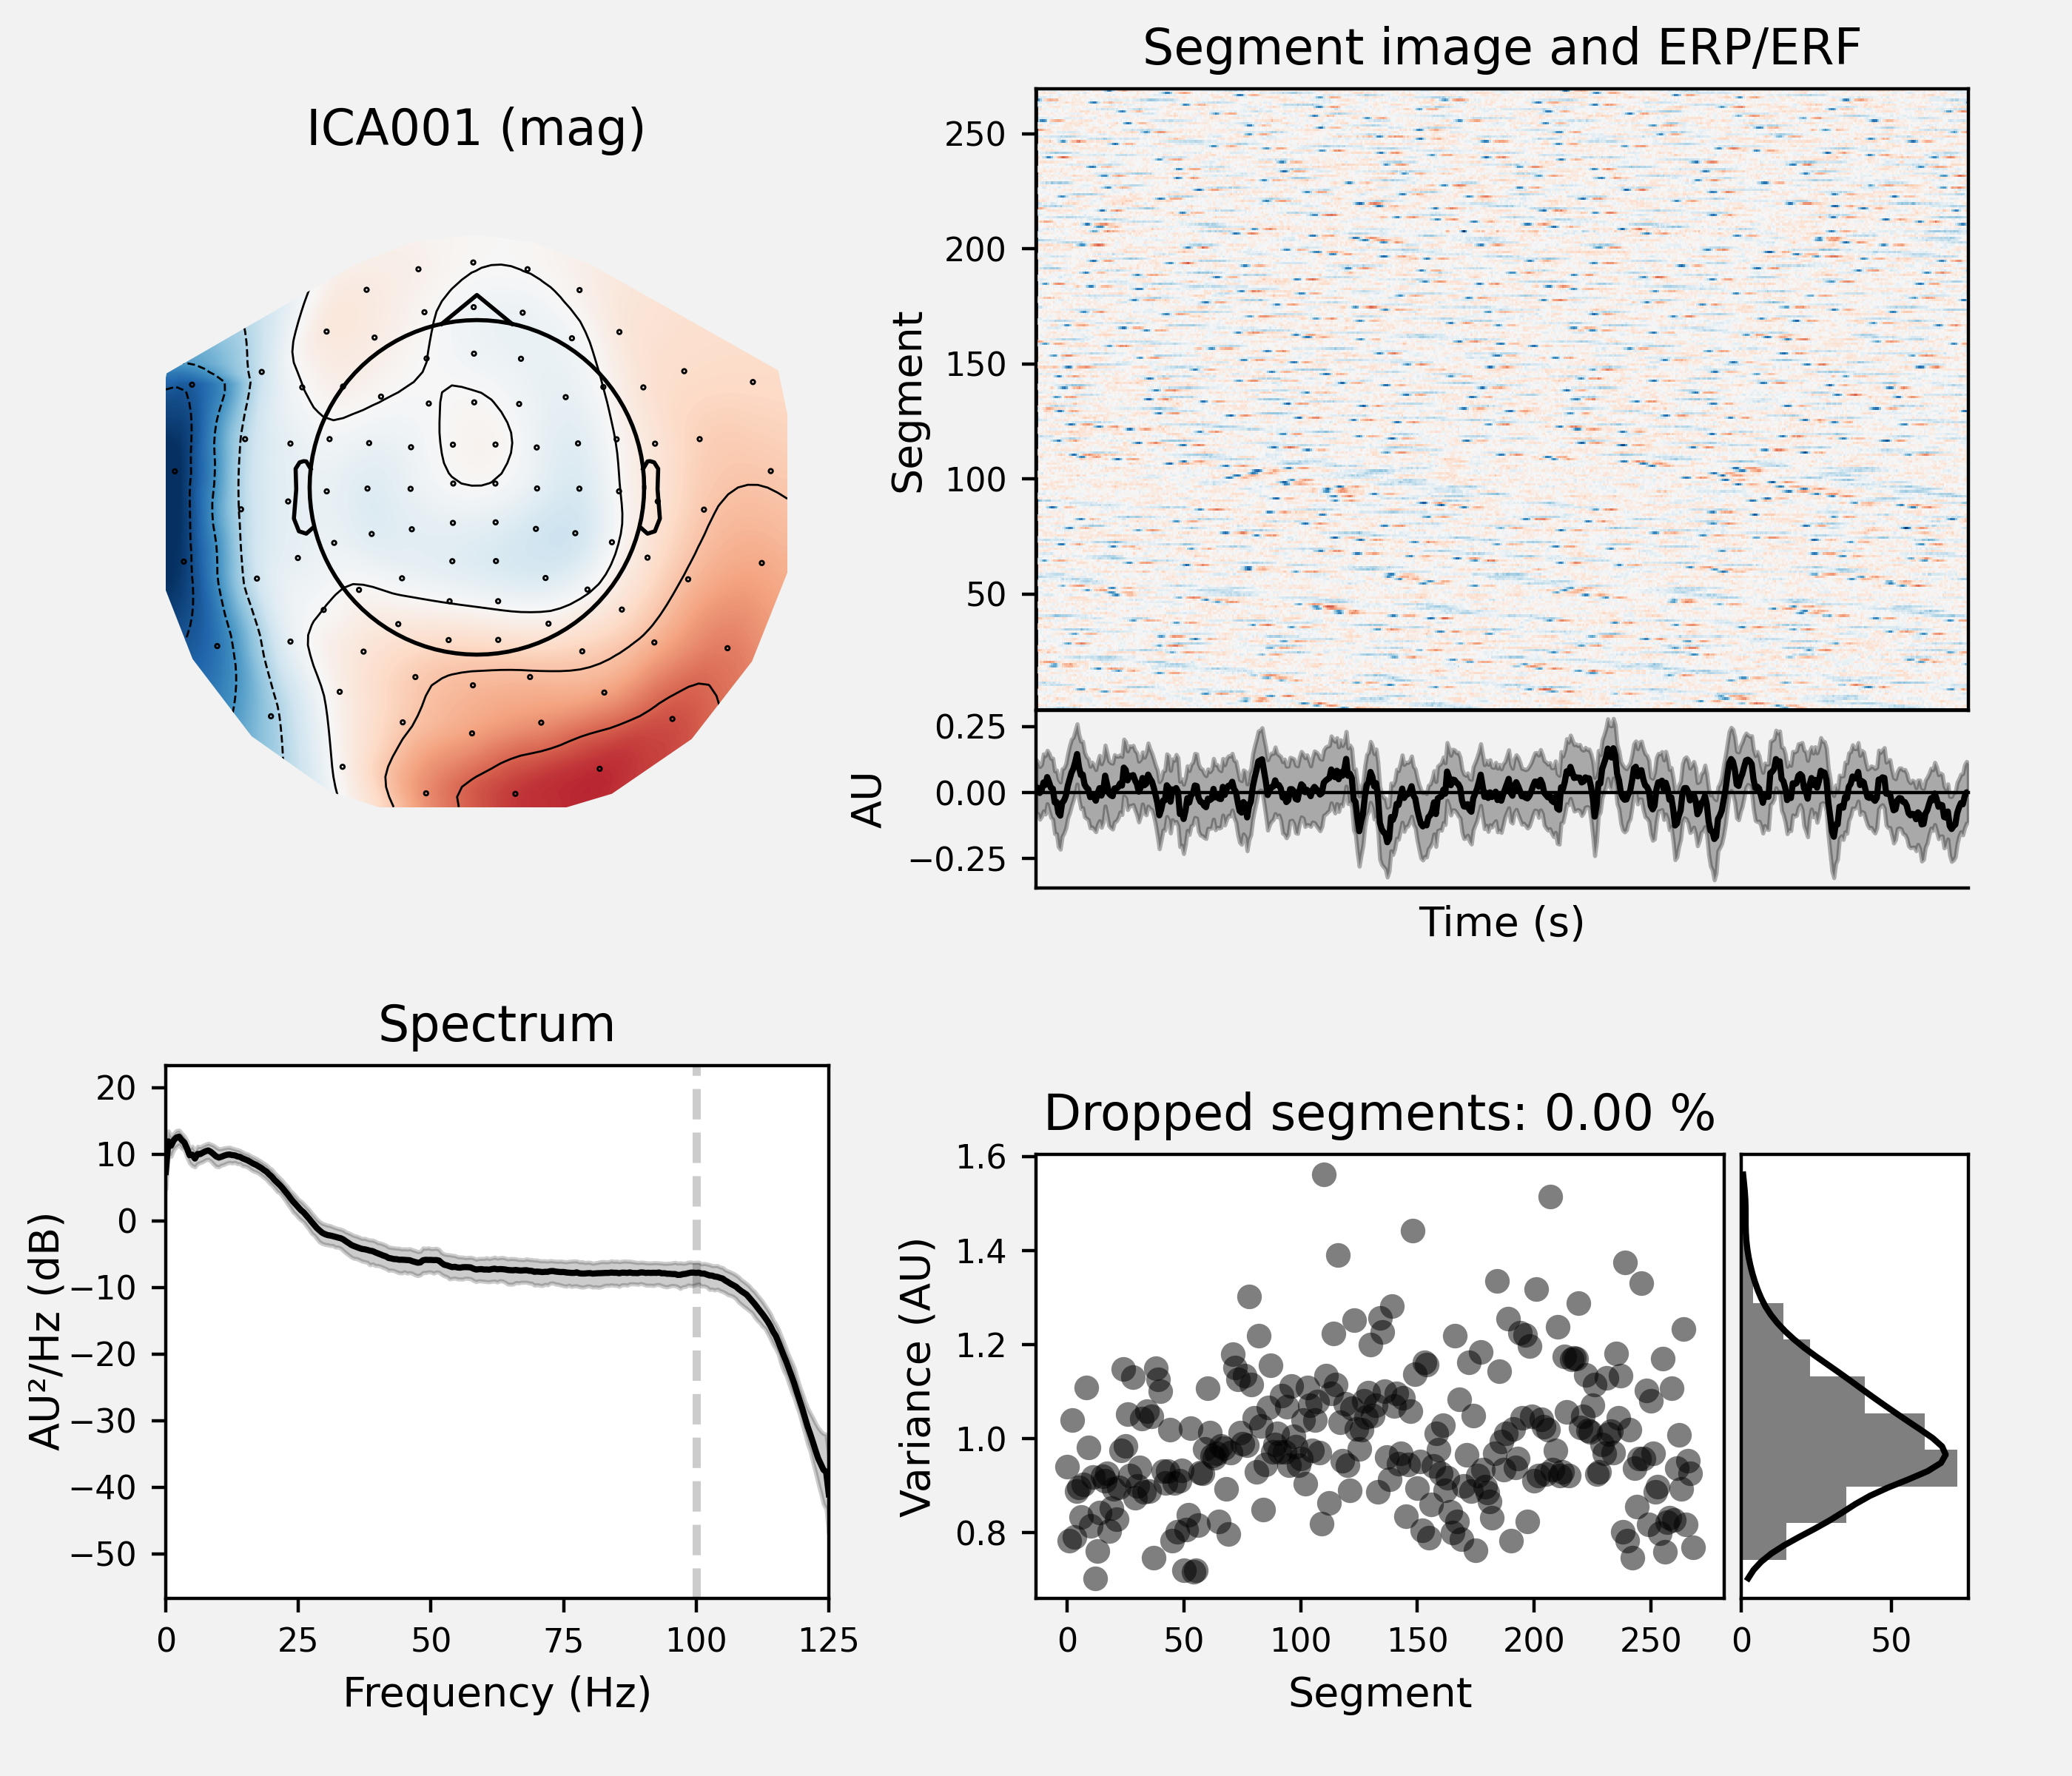 Segment image and ERP/ERF
ICA001 (mag)
250
200
150
100
50
Segment
0.25
0.00
−0.25
AU
Time (s)
Spectrum
20
10
0
−10
−20
−30
−40
−50
AU²/Hz (dB)
0 25 50 75 100 125
Frequency (Hz)
Dropped segments: 0.00 %
1.6
1.4
1.2
1.0
0.8
Variance (AU)
0 50 100 150 200 250
Segment
0 50